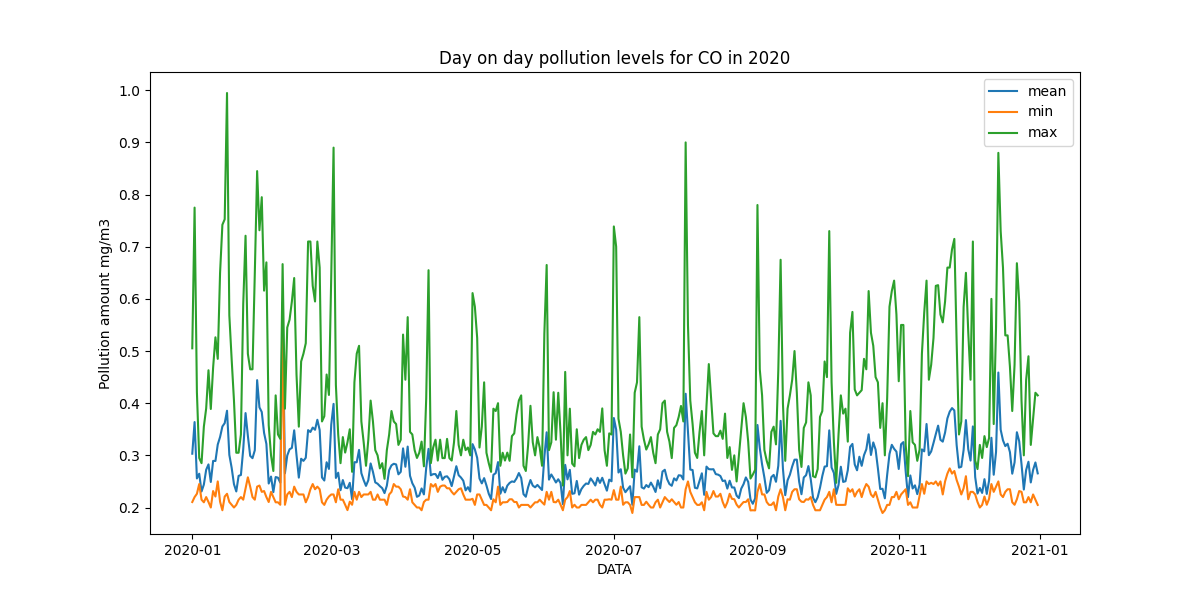 Day on day pollution levels for CO in 2020
mean
min
max
Pollution amount mg/m3
1.0
0.9
0.8
0.7
0.6
0.5
0.4
0.3
0.2
2020-01 2020-03 2020-05 2020-07 2020-09 2020-11 2021-01
DATA